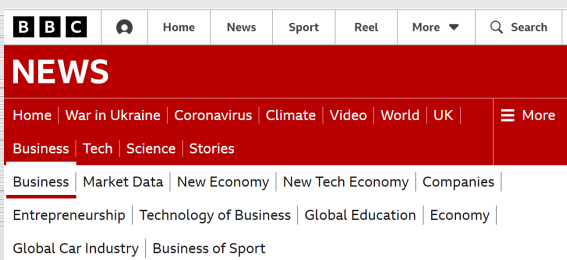 BBC Home News Sport Reel More Search
NEWS
Home War in Ukraine Coronavirus Climate Video World UK More
Business Tech Science Stories
Business Market Data New Economy New Tech Economy Companies
Entrepreneurship Technology of Business Global Education Economy
Global Car Industry Business of Sport